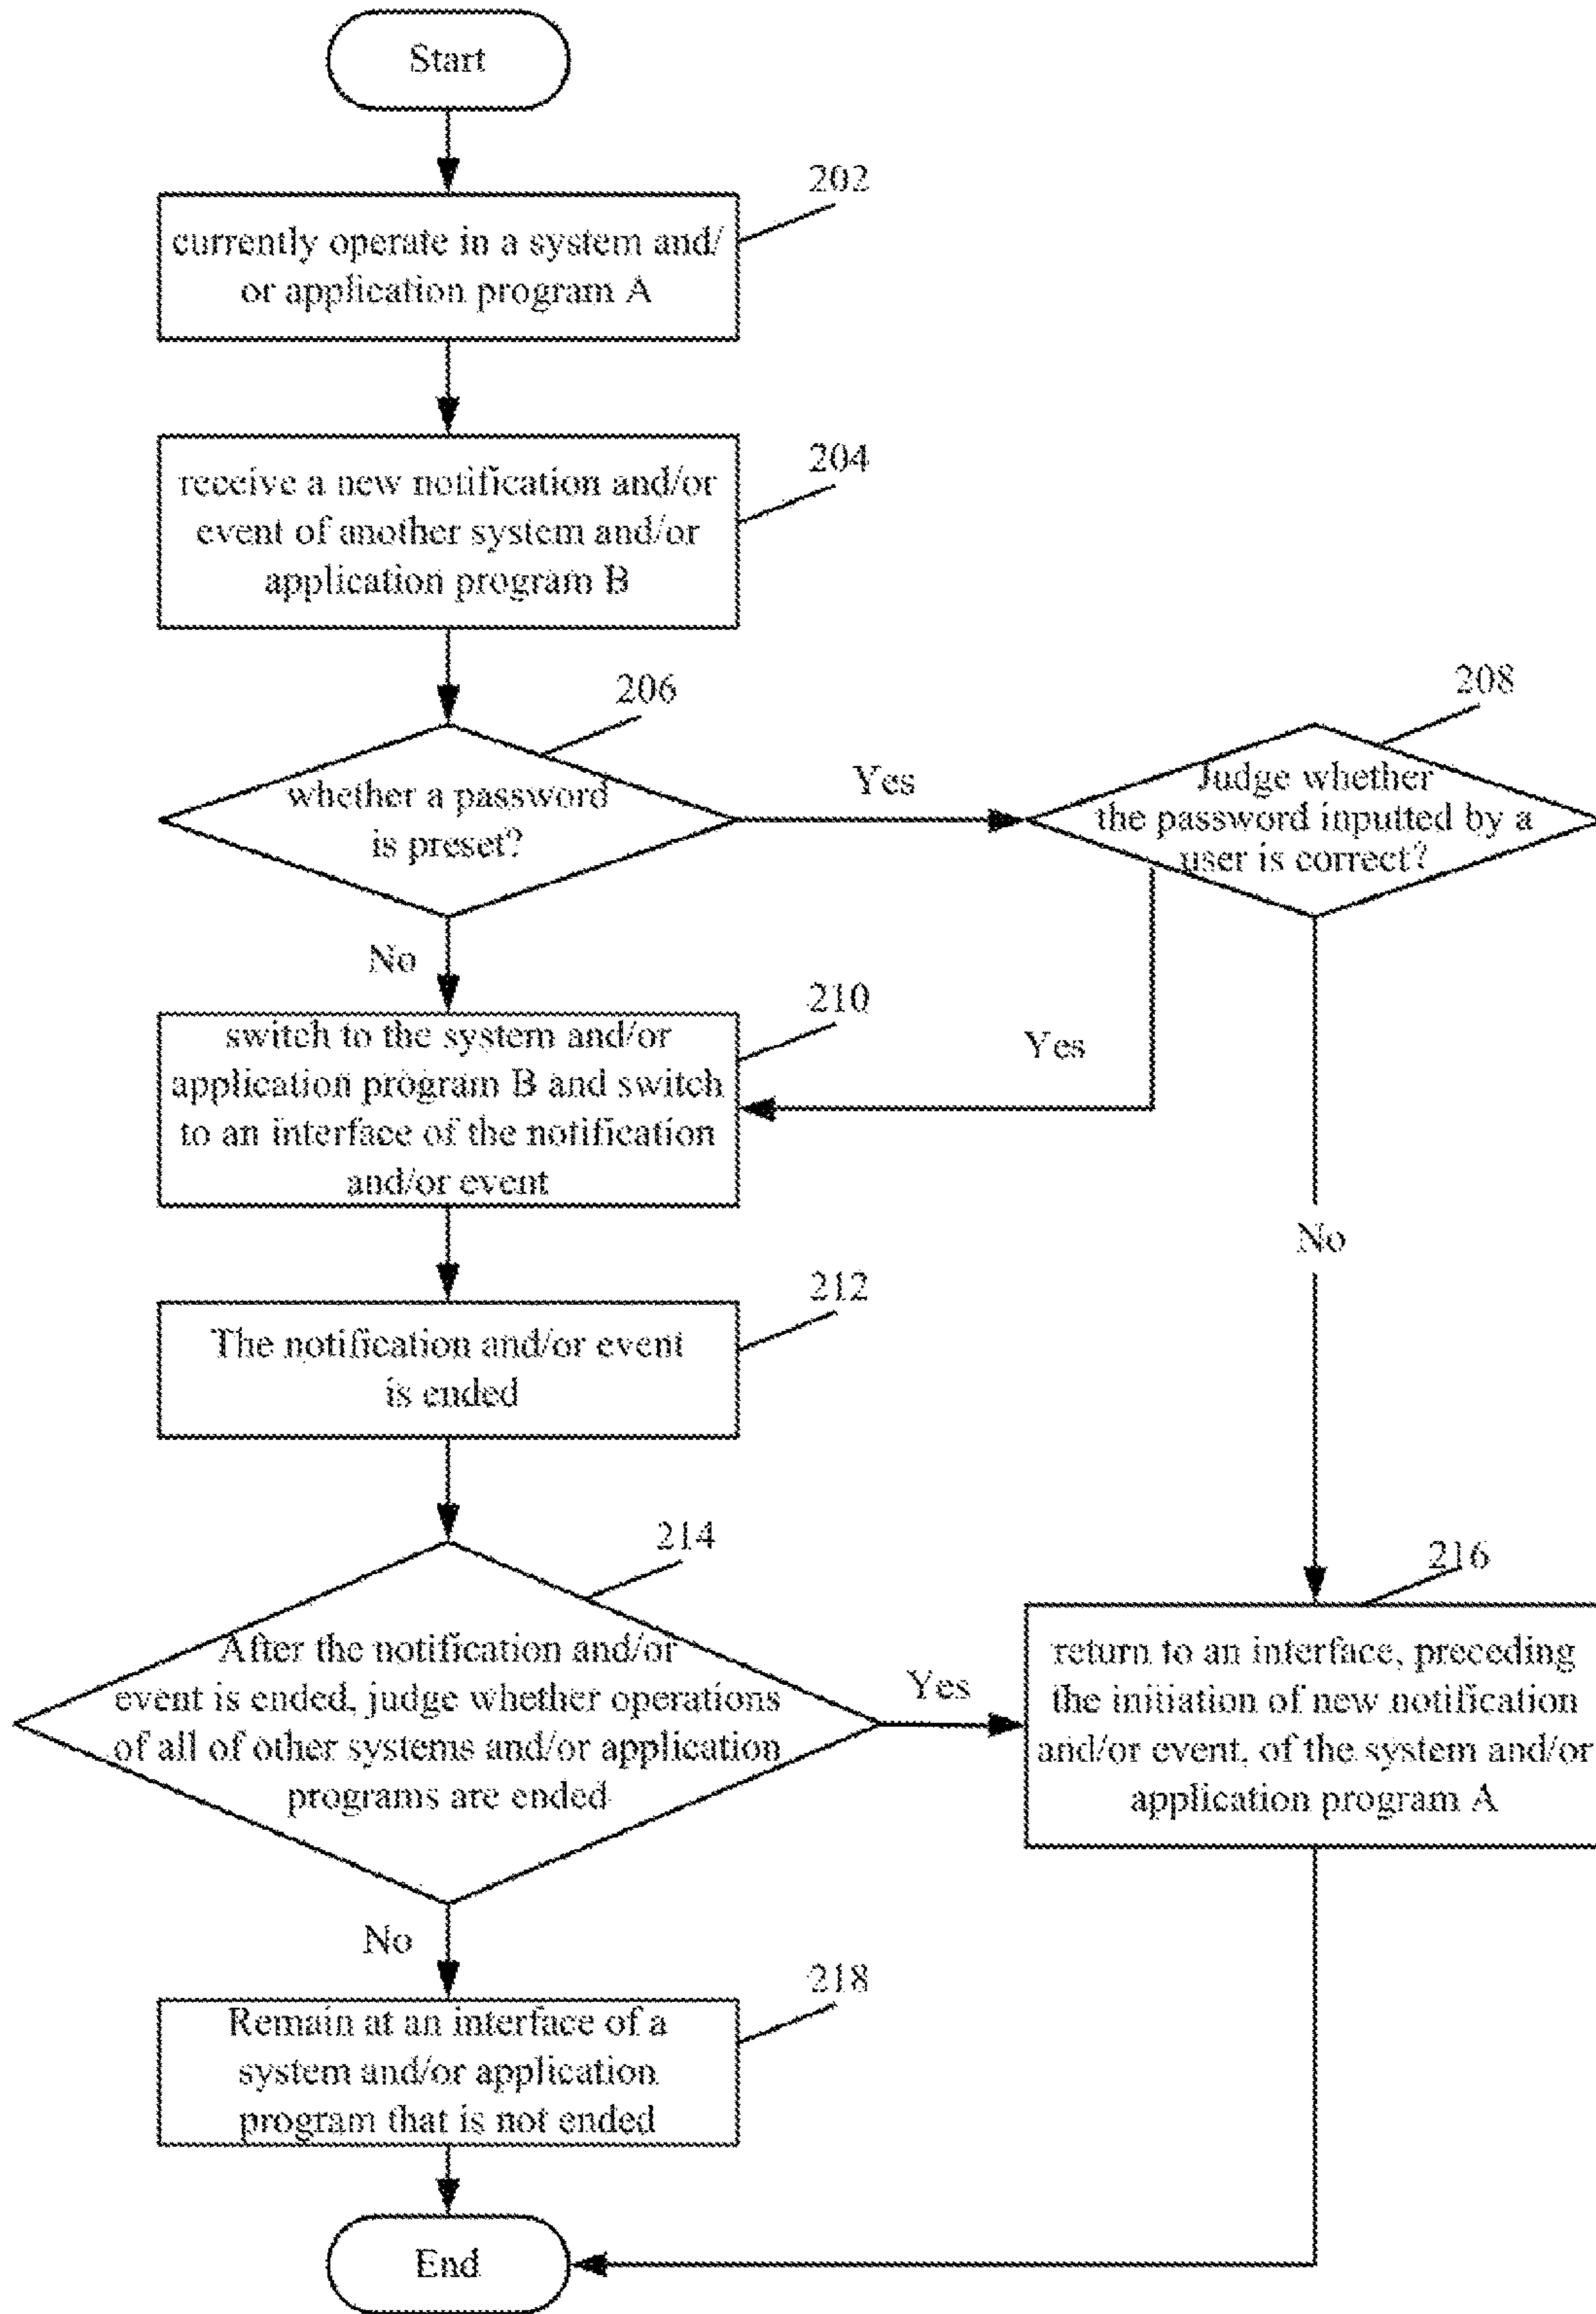 Start
202
currently operate in a system and/
or application program A
204
receive a new notification and/or
event of another system and/or
application program B
206
whether a password
is preset?
Yes
208
Judge whether
the password inputted by a
user is correct?
No
210
switch to the system and/or
application program B and switch
to an interface of the notification
and/or event
Yes
No
212
The notification and/or event
is ended
214
After the notification and/or
event is ended, judge whether operations
of all of other systems and/or application
programs are ended
Yes
216
return to an interface, preceding
the initiation of new notification
and/or event, of the system and/or
application program A
No
218
Remain at an interface of a
system and/or application
program that is not ended
End